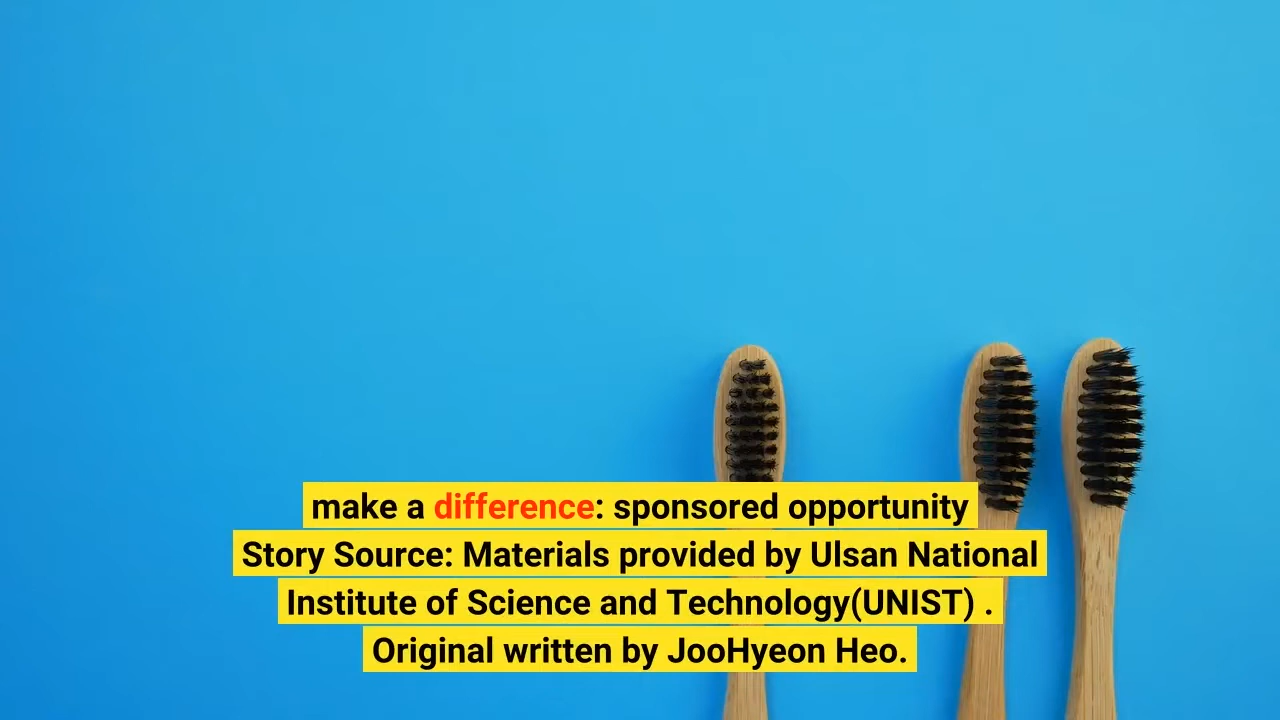 make a difference: sponsored opportunity
Story Source: Materials provided by Ulsan National
Institute of Science and Technology(UNIST) .
Original written by JooHyeon Heo.